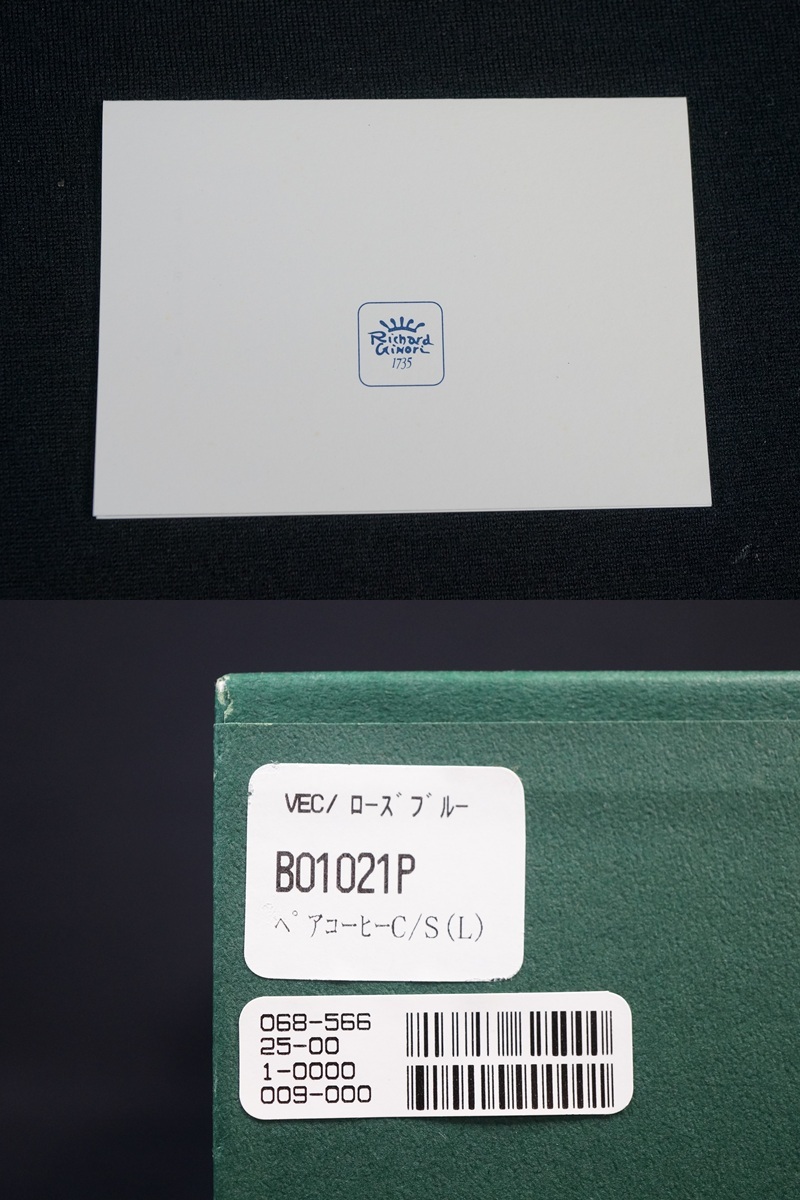 Richard
Ginori
1735
VEC/ ﾛｰｽﾞﾌﾞﾙｰ
B01021P
ﾍﾟｱｺｰﾋｰC/S(L)
068-566
25-00
1-0000
009-000